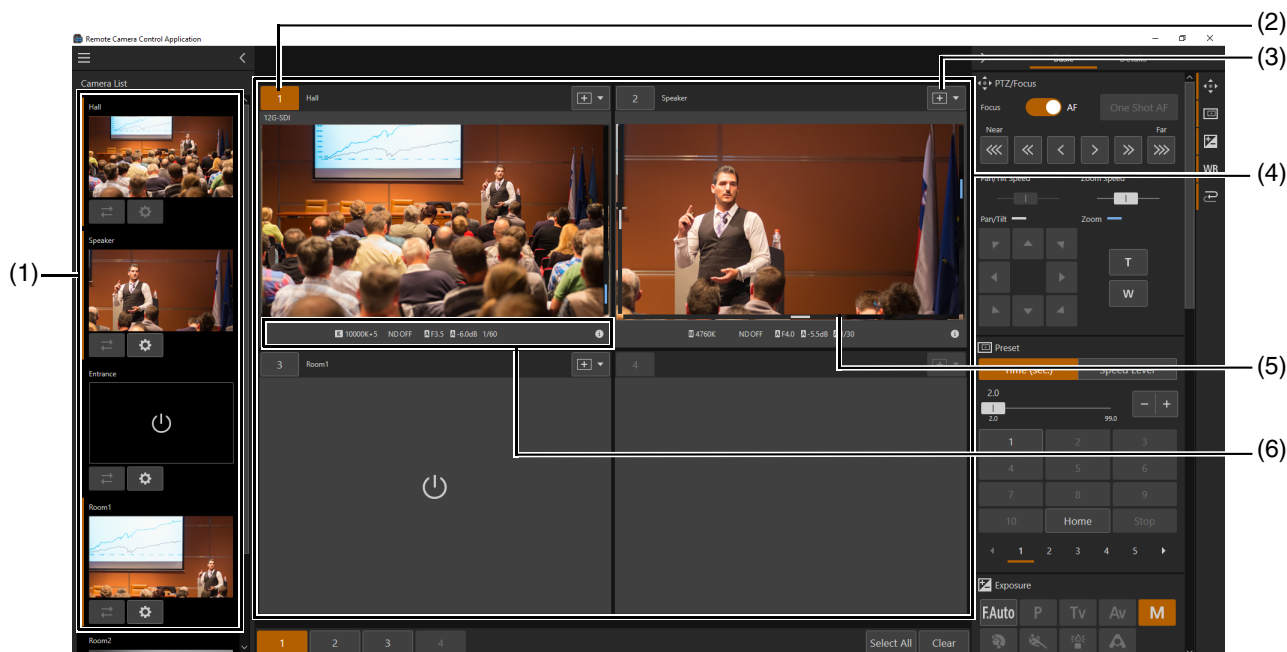 (2)
Remote Camera Control Application
(3)
Camera List
Hall
Speaker
Entrance
Room1
Room2
(1)
1 Hall
12G-SDI
K 10000K+5 ND OFF A F3.5 A -6.0dB 1/60
2 Speaker
4760K ND OFF A F4.0 A -5.5dB /30
3 Room1
4
1 2 3 4 Select All Clear
Basic Details
PTZ/Focus
Focus AF One Shot AF
Near Far
Pan/Tilt Speed Zoom Speed
Pan/Tilt Zoom
T
W
WB
(4)
Preset
Time (sec.) Speed Level
(5)
2.0
2.0 99.0
1 2 3
4 5 6
(6)
7 8 9
10 Home Stop
1 2 3 4 5
Exposure
F.Auto P Tv Av M